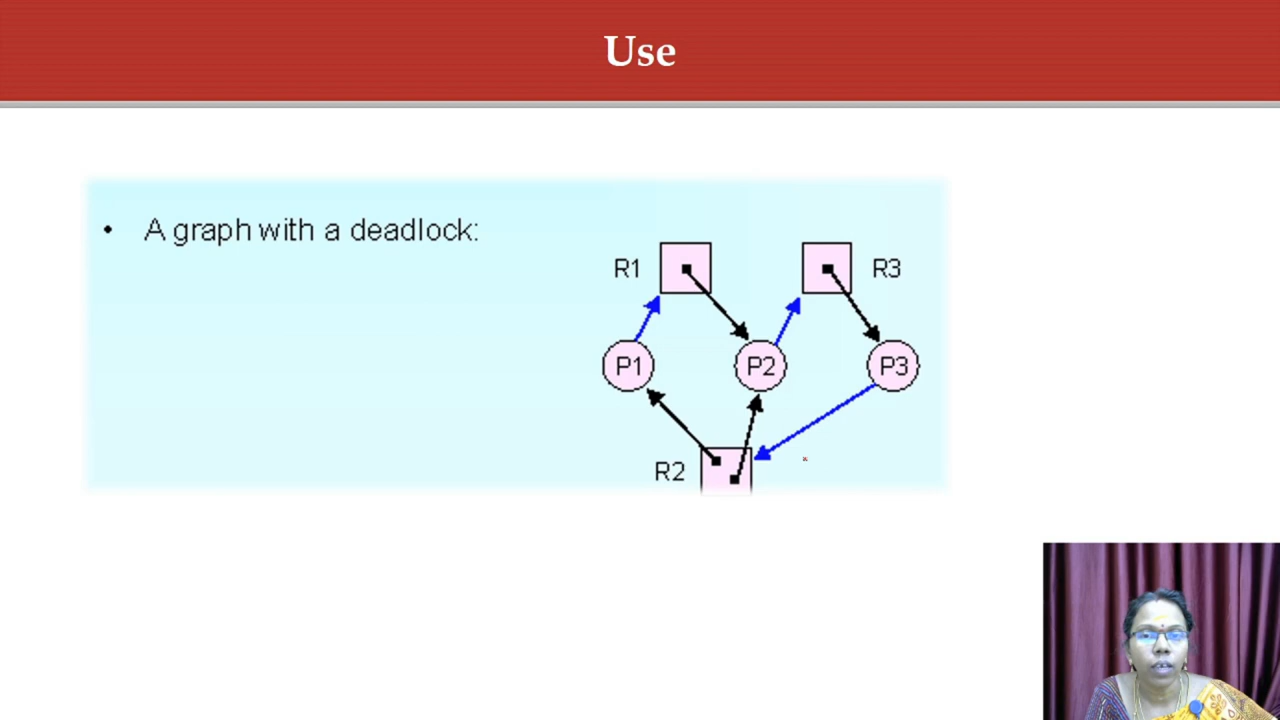 Use
• A graph with a deadlock:
R1
R3
P1
P2
P3
R2